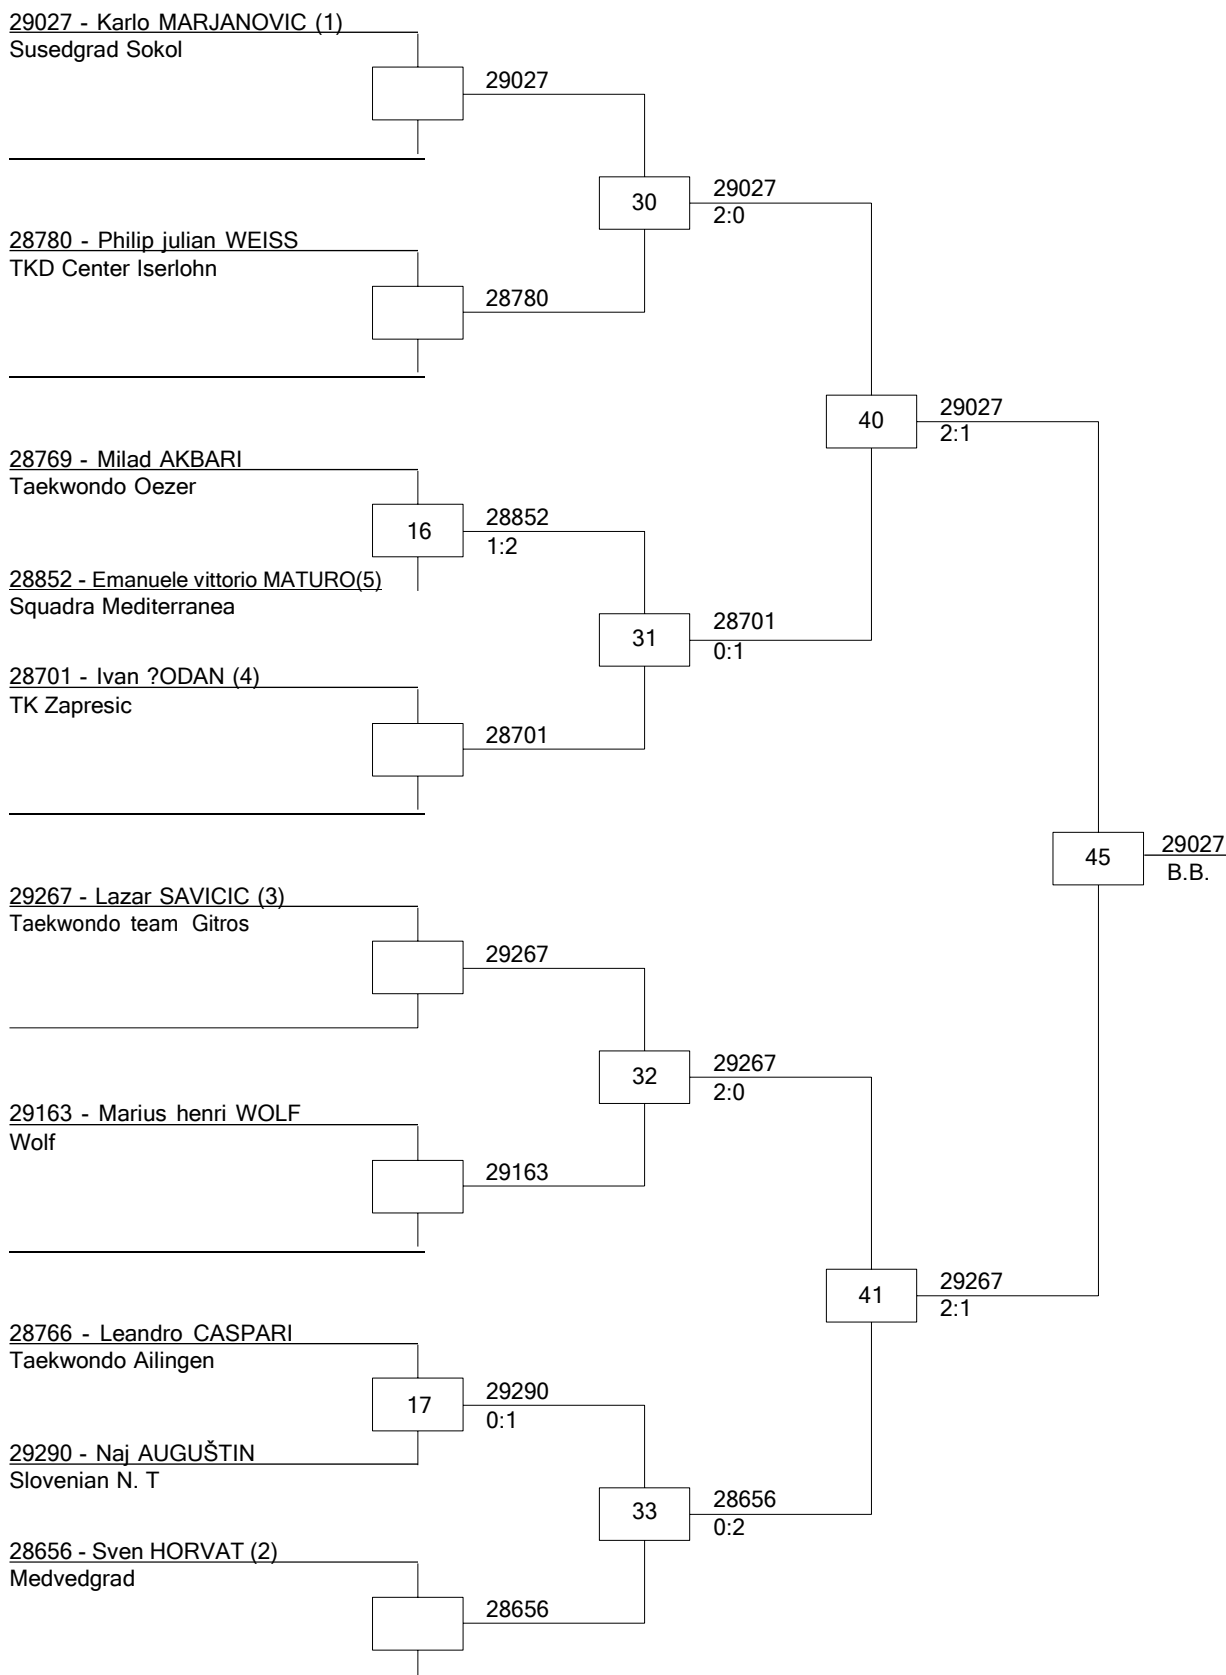 29027 - Karlo MARJANOVIC (1)
Susedgrad Sokol
29027
30
29027
2:0
28780 - Philip julian WEISS
TKD Center Iserlohn
28780
40
29027
2:1
28769 - Milad AKBARI
Taekwondo Oezer
16
28852
1:2
28852 - Emanuele vittorio MATURO(5)
Squadra Mediterranea
31
28701
0:1
28701 - Ivan ?ODAN (4)
TK Zapresic
28701
45
29027
B.B.
29267 - Lazar SAVICIC (3)
Taekwondo team Gitros
29267
32
29267
2:0
29163 - Marius henri WOLF
Wolf
29163
41
29267
2:1
28766 - Leandro CASPARI
Taekwondo Ailingen
17
29290
0:1
29290 - Naj AUGUŠTIN
Slovenian N. T
33
28656
0:2
28656 - Sven HORVAT (2)
Medvedgrad
28656